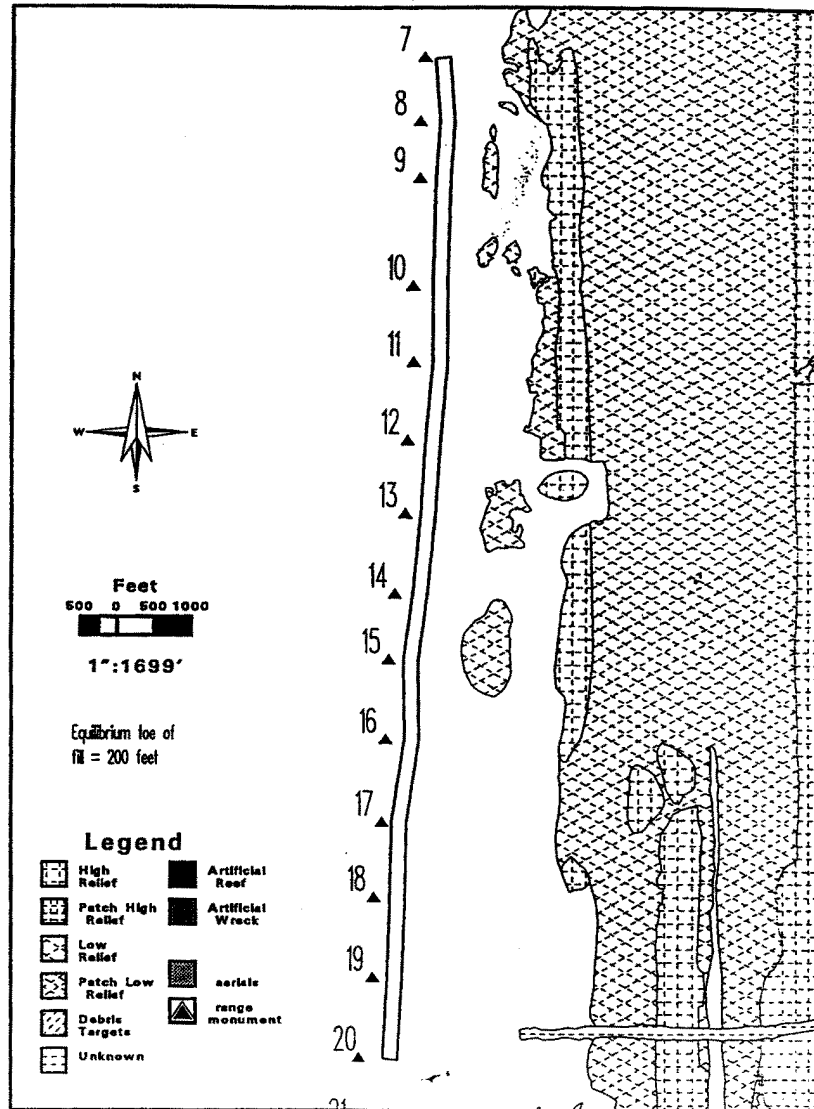 7
8
9
10
11
N
W E
S
12
13
14
15
16
17
18
19
20
21
Feet
500 0 500 1000
1":1699'
Equilibrium toe of
fill = 200 feet
Legend
High
Relief
Patch High
Relief
Low
Relief
Patch Low
Relief
Debris
Targets
Unknown
Artificial
Reef
Artificial
Wreck
aerials
range
monument